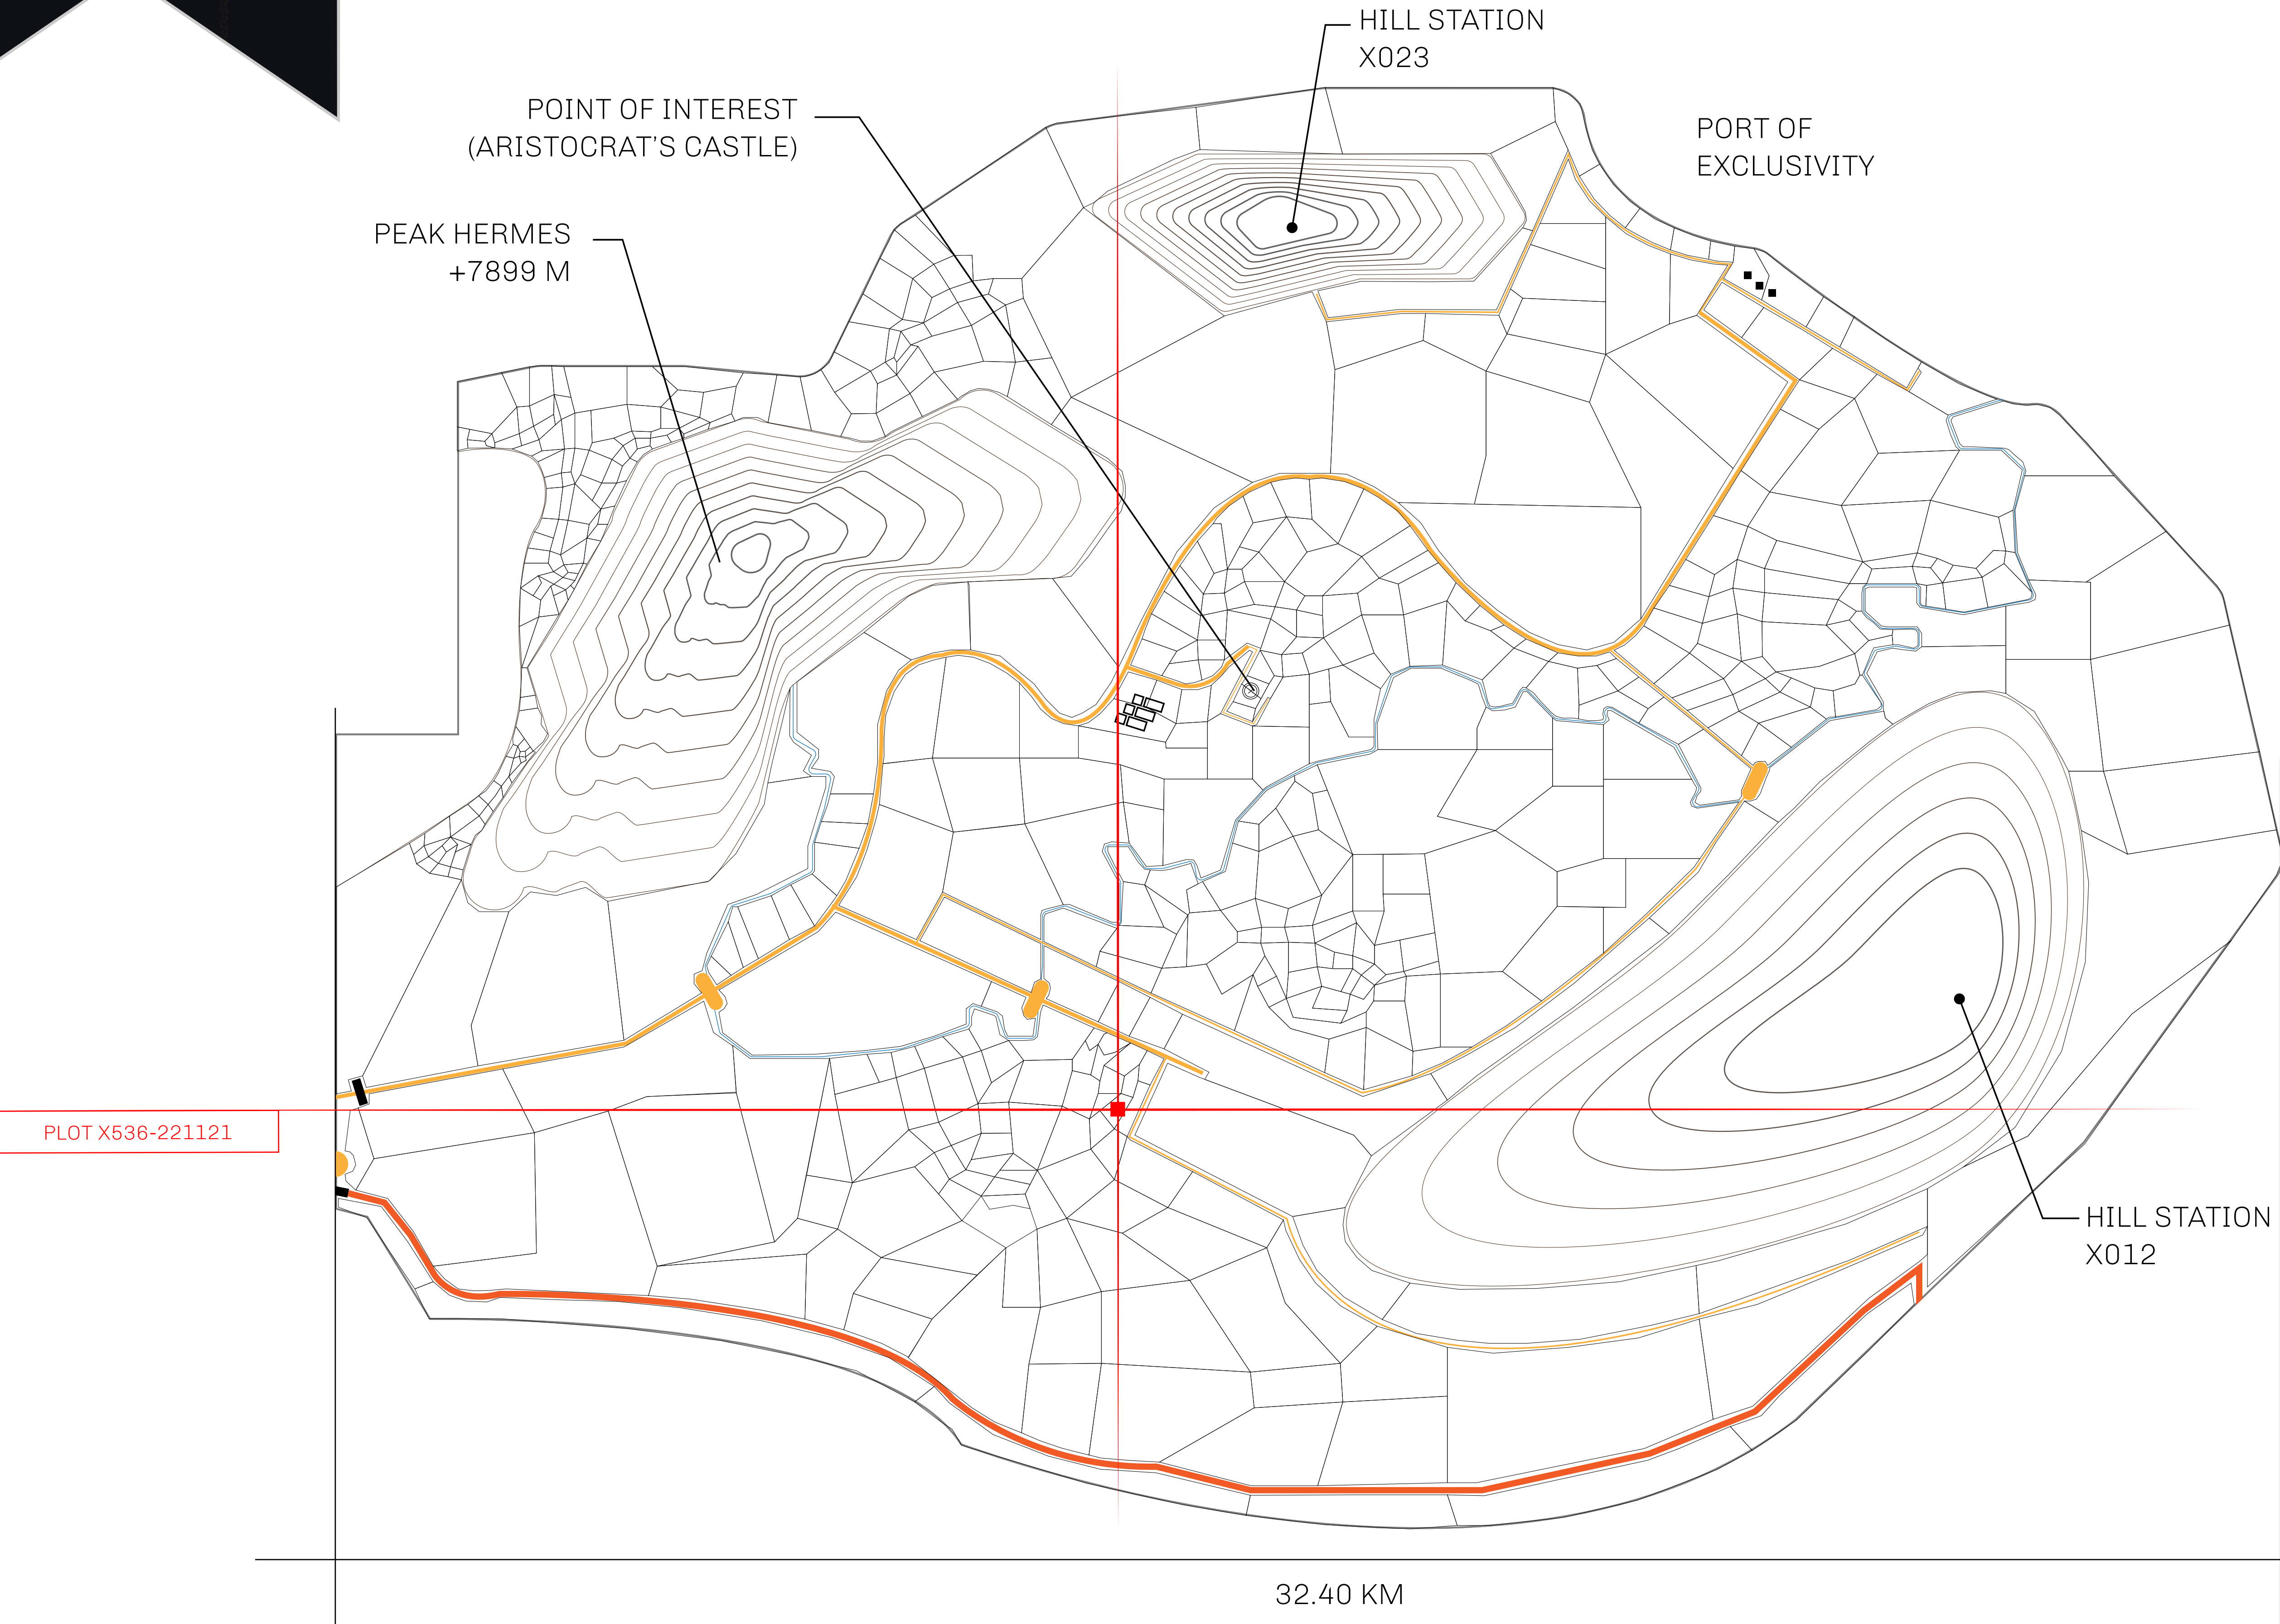 HILL STATION
X023
POINT OF INTEREST
(ARISTOCRAT'S CASTLE)
PORT OF
EXCLUSIVITY
PEAK HERMES
+7899 M
PLOT X536-221121
HILL STATION
X012
32.40 KM